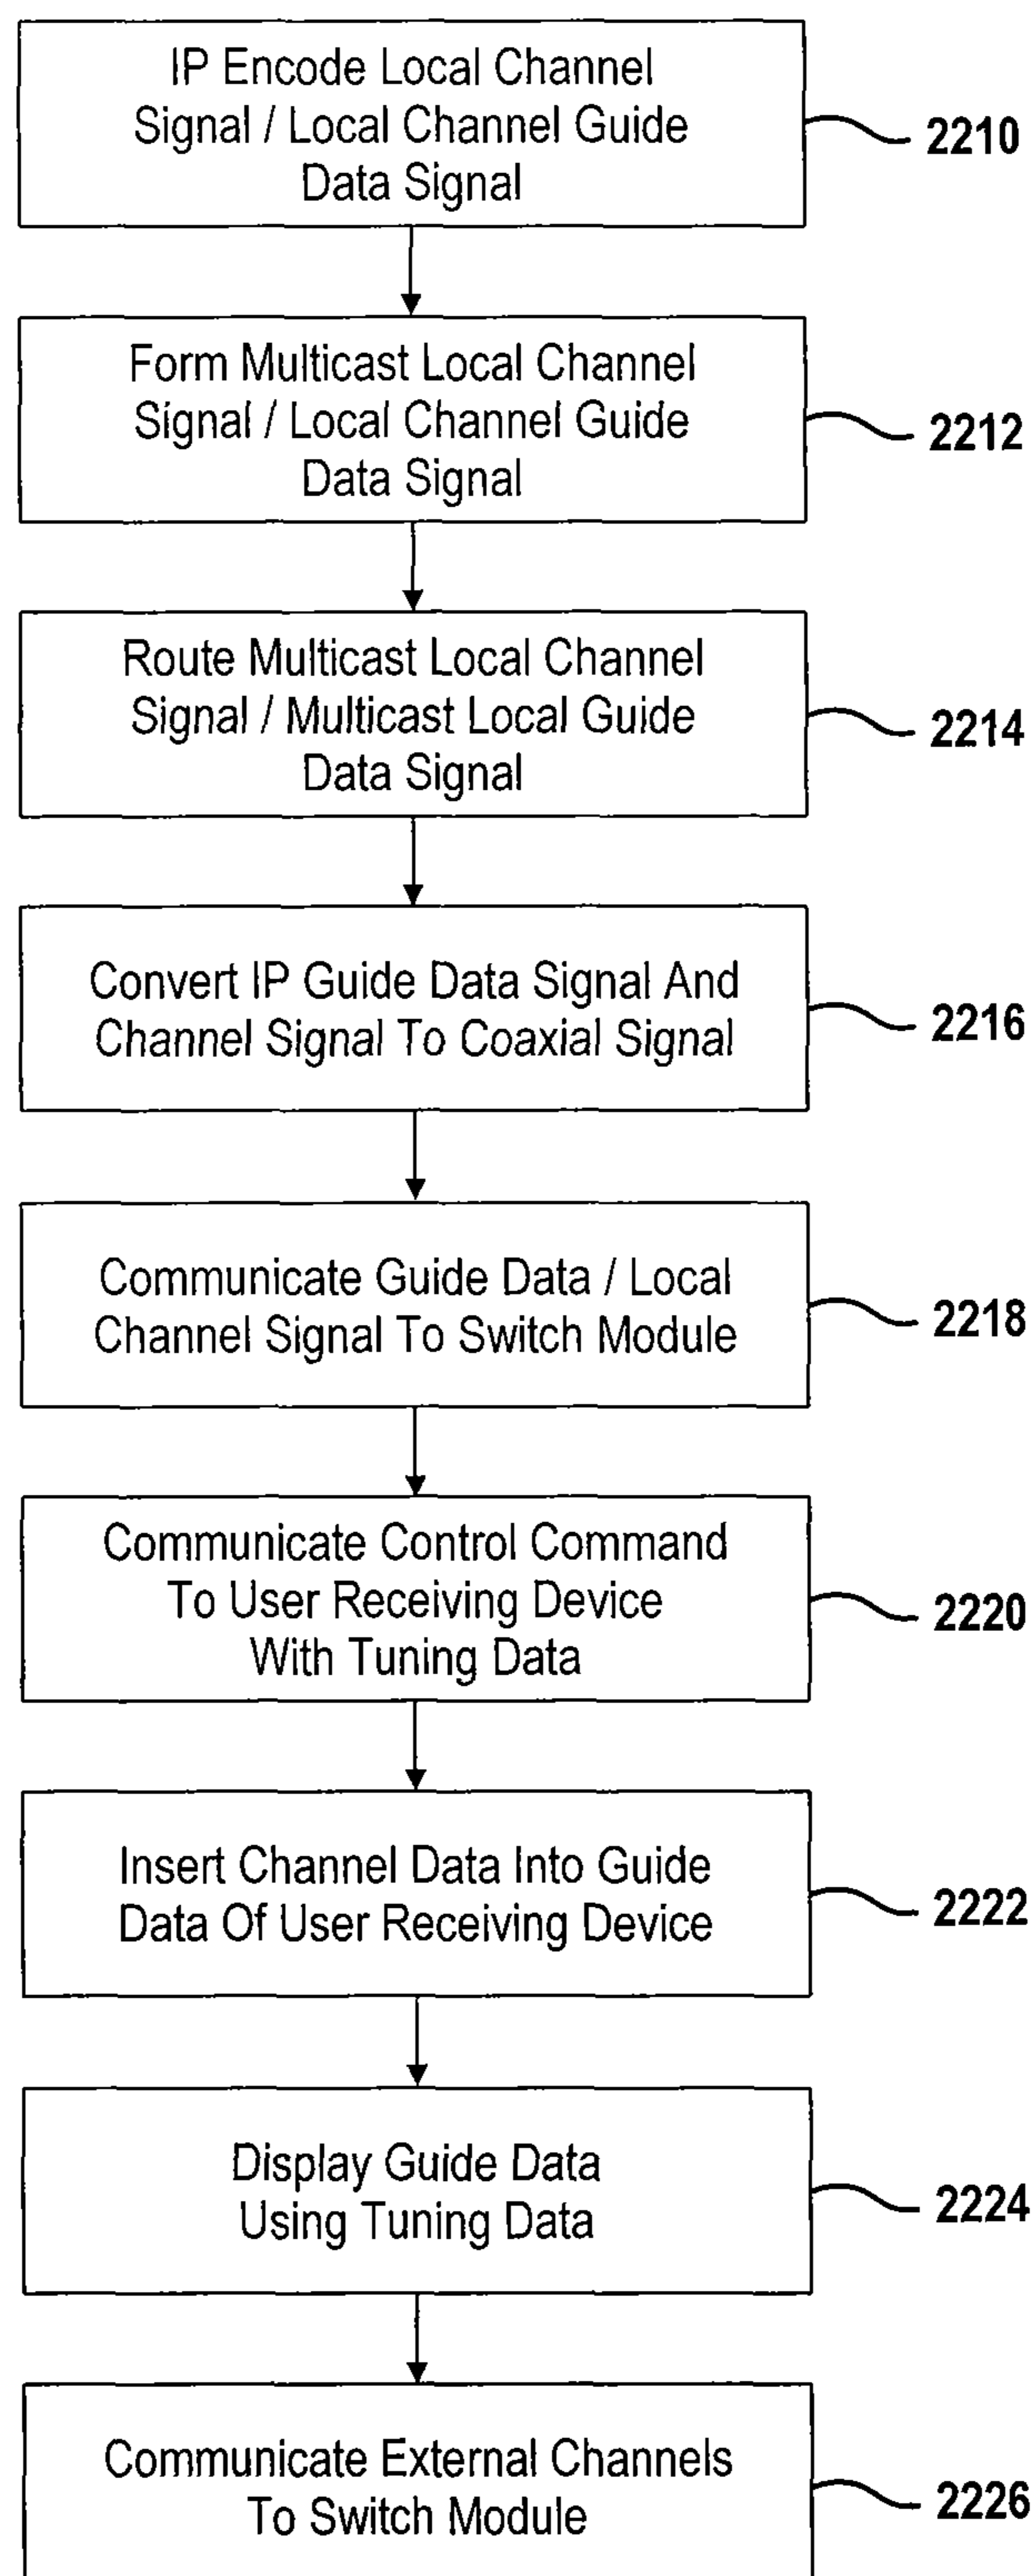 IP Encode Local Channel
Signal / Local Channel Guide
Data Signal
2210
Form Multicast Local Channel
Signal / Local Channel Guide
Data Signal
2212
Route Multicast Local Channel
Signal / Multicast Local Guide
Data Signal
2214
Convert IP Guide Data Signal And
Channel Signal To Coaxial Signal
2216
Communicate Guide Data / Local
Channel Signal To Switch Module
2218
Communicate Control Command
To User Receiving Device
With Tuning Data
2220
Insert Channel Data Into Guide
Data Of User Receiving Device
2222
Display Guide Data
Using Tuning Data
2224
Communicate External Channels
To Switch Module
2226